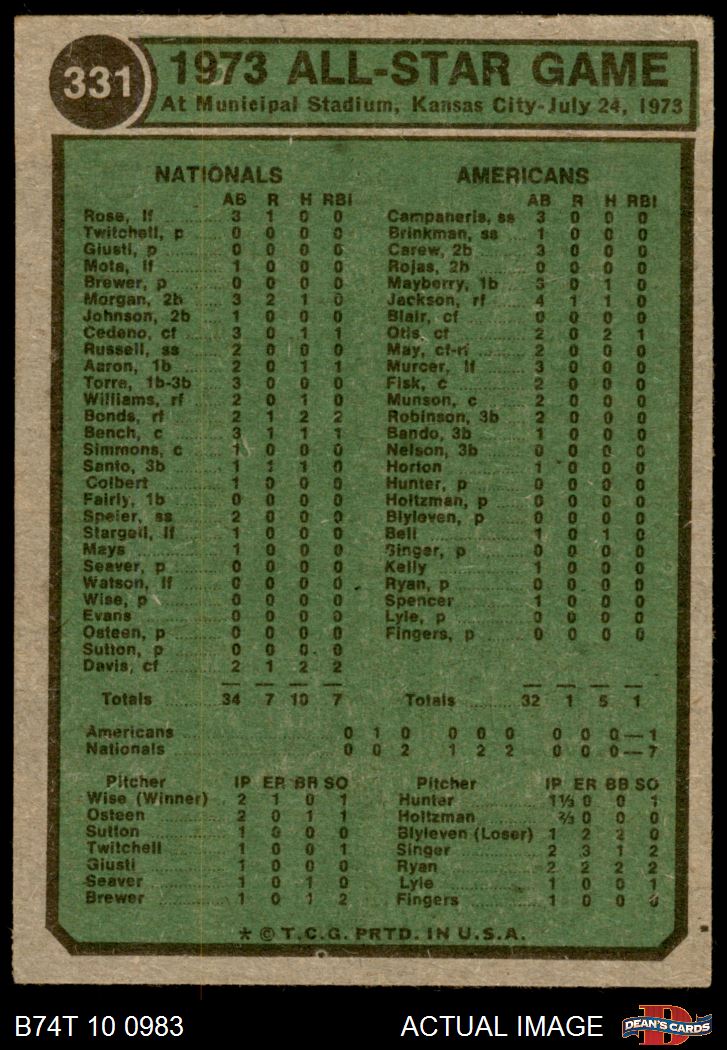 331
1973 ALL-STAR GAME
At Municipal Stadium, Kansas City-July 24, 1973
NATIONALS
AB R H RBI
Rose, lf 3 1 0 0
Twitchell, p 0 0 0 0
Giusti, p 0 0 0 0
Mota, lf 1 0 0 0
Brewer, p 0 0 0 0
Morgan, 2b 3 2 1 0
Johnson, 2b 1 0 0 0
Cedeno, cf 3 0 1 1
Russell, ss 2 0 0 0
Aaron, 1b 2 0 1 1
Torre, 1b-3b 3 0 0 0
Williams, rf 2 0 1 0
Bonds, rf 2 1 2 2
Bench, c 3 1 1 1
Simmons, c 1 0 0 0
Santo, 3b 1 1 1 0
Colbert 1 0 0 0
Fairly, 1b 0 0 0 0
Speier, ss 2 0 0 0
Stargell, lf 1 0 0 0
Mays 1 0 0 0
Seaver, p 0 0 0 0
Watson, lf 0 0 0 0
Wise, p 0 0 0 0
Evans 0 0 0 0
Osteen, p 0 0 0 0
Sutton, p 0 0 0 0
Davis, cf 2 1 2 2
Totals 34 7 10 7
AMERICANS
AB R H RBI
Campaneris, ss 3 0 0 0
Brinkman, ss 1 0 0 0
Carew, 2b 3 0 0 0
Rojas, 2b 0 0 0 0
Mayberry, 1b 3 0 1 0
Jackson, rf 4 1 1 0
Blair, cf 0 0 0 0
Otis, cf 2 0 2 1
May, cf-rf 2 0 0 0
Murcer, lf 3 0 0 0
Fisk, c 2 0 0 0
Munson, c 2 0 0 0
Robinson, 3b 2 0 0 0
Bando, 3b 1 0 0 0
Nelson, 3b 0 0 0 0
Horton 1 0 0 0
Hunter, p 0 0 0 0
Holtzman, p 0 0 0 0
Blyleven, p 0 0 0 0
Bell 1 0 1 0
Singer, p 0 0 0 0
Kelly 1 0 0 0
Ryan, p 0 0 0 0
Spencer 1 0 0 0
Lyle, p 0 0 0 0
Fingers, p 0 0 0 0
Totals 32 1 5 1
Americans 0 1 0 0 0 0 0 0 0—1
Nationals 0 0 2 1 2 2 0 0 0—7
Pitcher IP ER BB SO
Wise (Winner) 2 1 0 1
Osteen 2 0 1 1
Sutton 1 0 0 0
Twitchell 1 0 0 1
Giusti 1 0 0 0
Seaver 1 0 1 0
Brewer 1 0 1 2
Pitcher IP ER BB SO
Hunter 1⅓ 0 0 1
Holtzman ⅔ 0 0 0
Blyleven (Loser) 1 2 2 0
Singer 2 3 1 2
Ryan 2 2 2 2
Lyle 1 0 0 1
Fingers 1 0 0 0
* © T.C.G. PRTD. IN U.S.A.
B74T 10 0983
ACTUAL IMAGE
D
DEAN'S CARDS